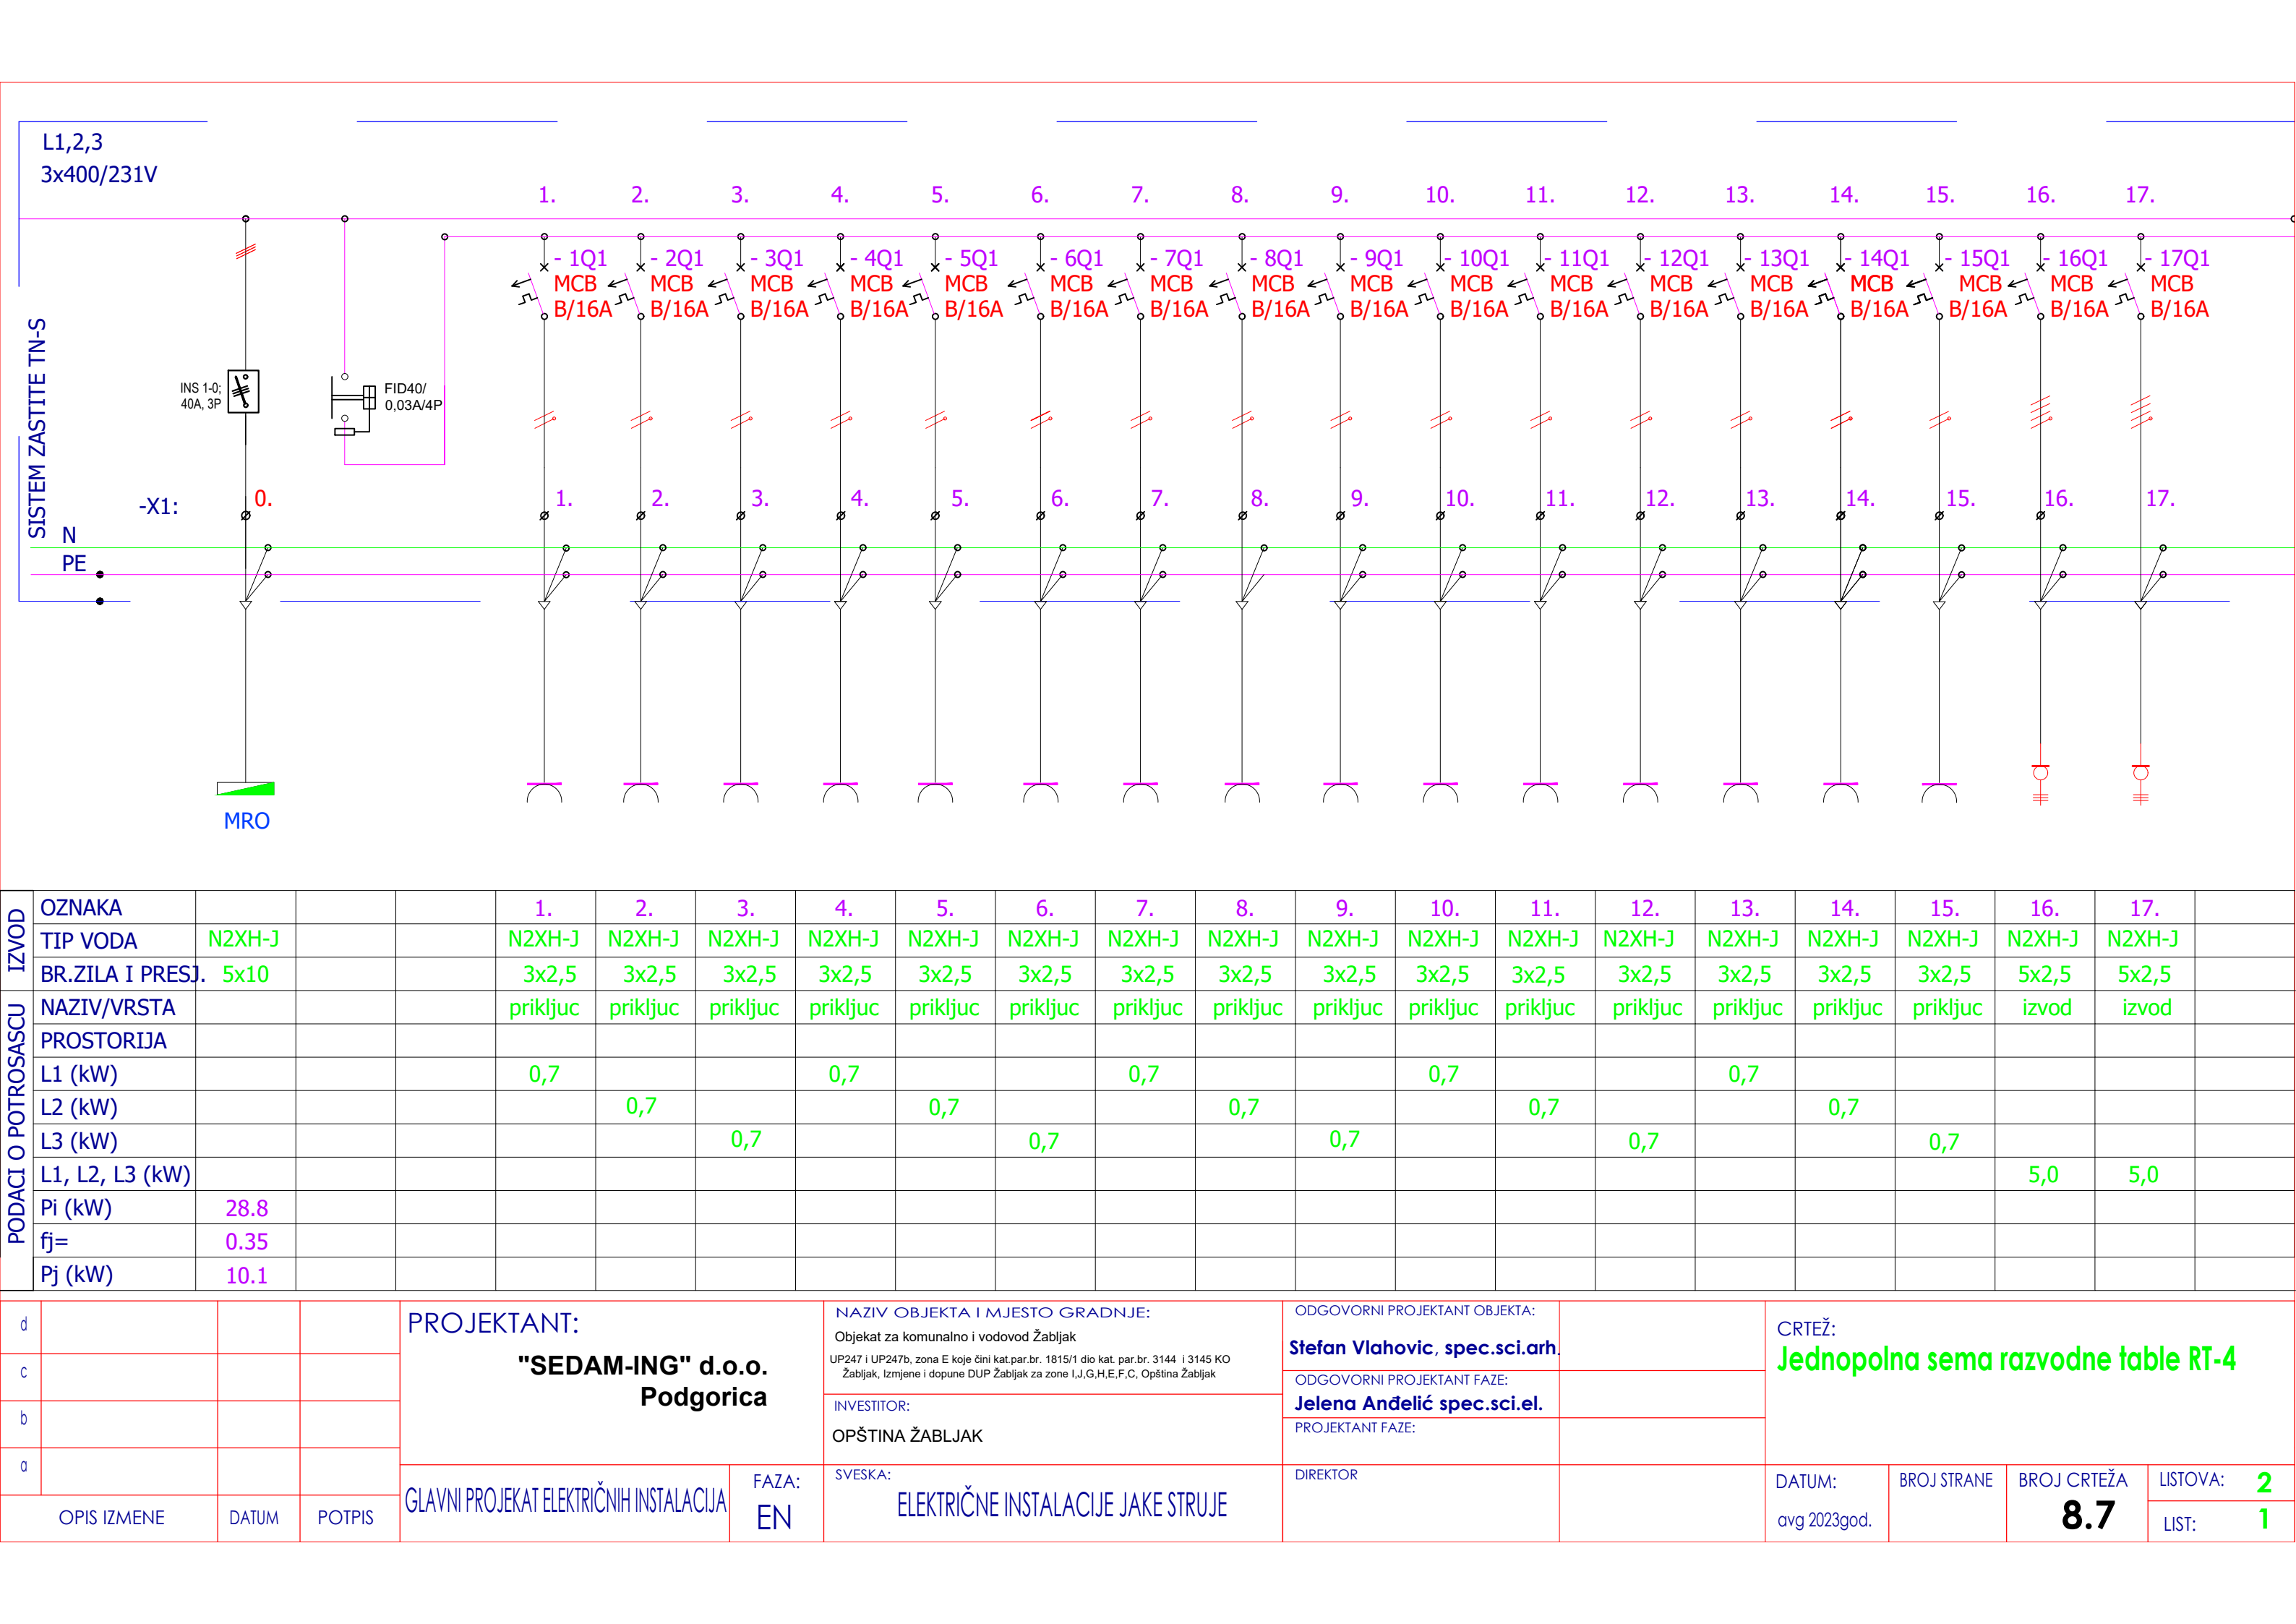 L1,2,3
3x400/231V
1. 2. 3. 4. 5. 6. 7. 8. 9. 10. 11. 12. 13. 14. 15. 16. 17.
- 1Q1 - 2Q1 - 3Q1 - 4Q1 - 5Q1 - 6Q1 - 7Q1 - 8Q1 - 9Q1 - 10Q1 - 11Q1 - 12Q1 - 13Q1 - 14Q1 - 15Q1 - 16Q1 - 17Q1
MCB MCB MCB MCB MCB MCB MCB MCB MCB MCB MCB MCB MCB MCB MCB MCB MCB
B/16A B/16A B/16A B/16A B/16A B/16A B/16A B/16A B/16A B/16A B/16A B/16A B/16A B/16A B/16A B/16A B/16A
SISTEM ZASTITE TN-S
INS 1-0;
40A, 3P
FID40/
0,03A/4P
-X1: 0. 1. 2. 3. 4. 5. 6. 7. 8. 9. 10. 11. 12. 13. 14. 15. 16. 17.
N
PE
MRO
IZVOD
OZNAKA 1. 2. 3. 4. 5. 6. 7. 8. 9. 10. 11. 12. 13. 14. 15. 16. 17.
TIP VODA N2XH-J N2XH-J N2XH-J N2XH-J N2XH-J N2XH-J N2XH-J N2XH-J N2XH-J N2XH-J N2XH-J N2XH-J N2XH-J N2XH-J N2XH-J N2XH-J N2XH-J N2XH-J
BR.ZILA I PRESJ. 5x10 3x2,5 3x2,5 3x2,5 3x2,5 3x2,5 3x2,5 3x2,5 3x2,5 3x2,5 3x2,5 3x2,5 3x2,5 3x2,5 3x2,5 3x2,5 5x2,5 5x2,5
PODACI O POTROSASCU
NAZIV/VRSTA prikljuc prikljuc prikljuc prikljuc prikljuc prikljuc prikljuc prikljuc prikljuc prikljuc prikljuc prikljuc prikljuc prikljuc prikljuc izvod izvod
PROSTORIJA
L1 (kW) 0,7 0,7 0,7 0,7 0,7
L2 (kW) 0,7 0,7 0,7 0,7 0,7
L3 (kW) 0,7 0,7 0,7 0,7 0,7
L1, L2, L3 (kW) 5,0 5,0
Pi (kW) 28.8
fj= 0.35
Pj (kW) 10.1
d
c
b
a
OPIS IZMENE DATUM POTPIS
PROJEKTANT:
"SEDAM-ING" d.o.o.
Podgorica
GLAVNI PROJEKAT ELEKTRIČNIH INSTALACIJA
FAZA:
EN
NAZIV OBJEKTA I MJESTO GRADNJE:
Objekat za komunalno i vodovod Žabljak
UP247 i UP247b, zona E koje čini kat.par.br. 1815/1 dio kat. par.br. 3144 i 3145 KO
Žabljak, Izmjene i dopune DUP Žabljak za zone I,J,G,H,E,F,C, Opština Žabljak
INVESTITOR:
OPŠTINA ŽABLJAK
SVESKA:
ELEKTRIČNE INSTALACIJE JAKE STRUJE
ODGOVORNI PROJEKTANT OBJEKTA:
Stefan Vlahovic, spec.sci.arh.
ODGOVORNI PROJEKTANT FAZE:
Jelena Anđelić spec.sci.el.
PROJEKTANT FAZE:
DIREKTOR
CRTEŽ:
Jednopolna sema razvodne table RT-4
DATUM:
avg 2023god.
BROJ STRANE
BROJ CRTEŽA
8.7
LISTOVA: 2
LIST: 1